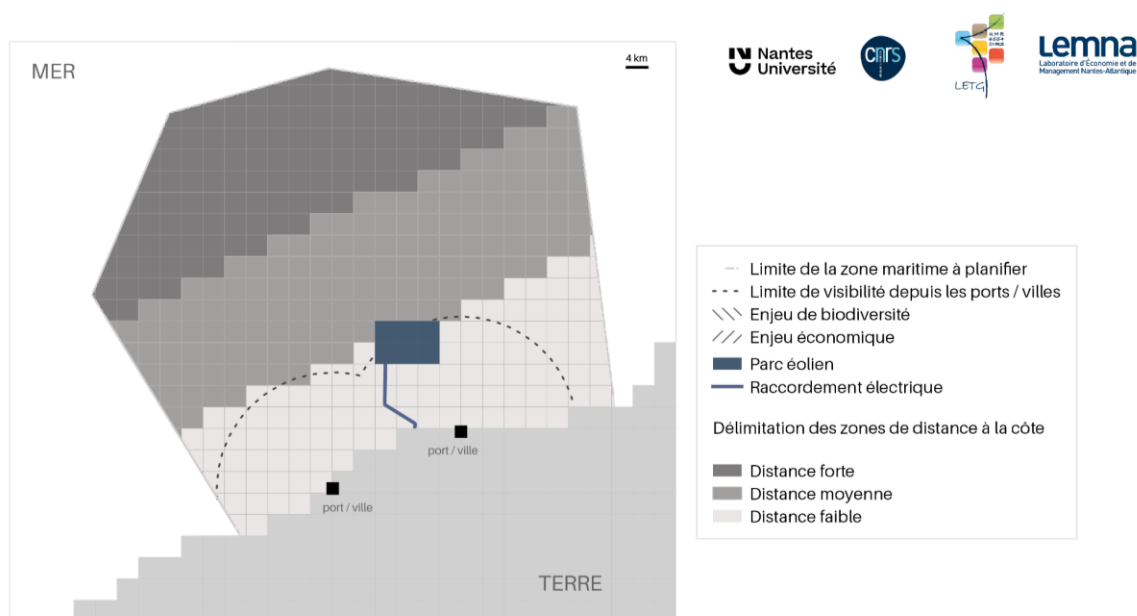 MER
4 km
port / ville
port / ville
TERRE
Nantes
Université
cnrs
LETG
Lemna
Laboratoire d'Économie et de
Management Nantes-Atlantique
Limite de la zone maritime à planifier
Limite de visibilité depuis les ports / villes
Enjeu de biodiversité
Enjeu économique
Parc éolien
Raccordement électrique
Délimitation des zones de distance à la côte
Distance forte
Distance moyenne
Distance faible